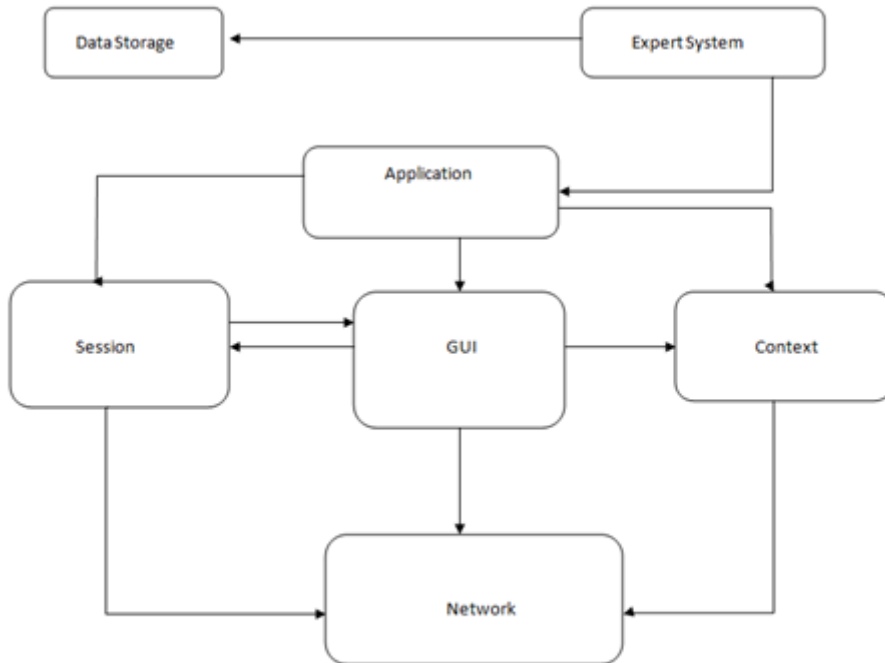 Data Storage
Expert System
Application
Session
GUI
Context
Network